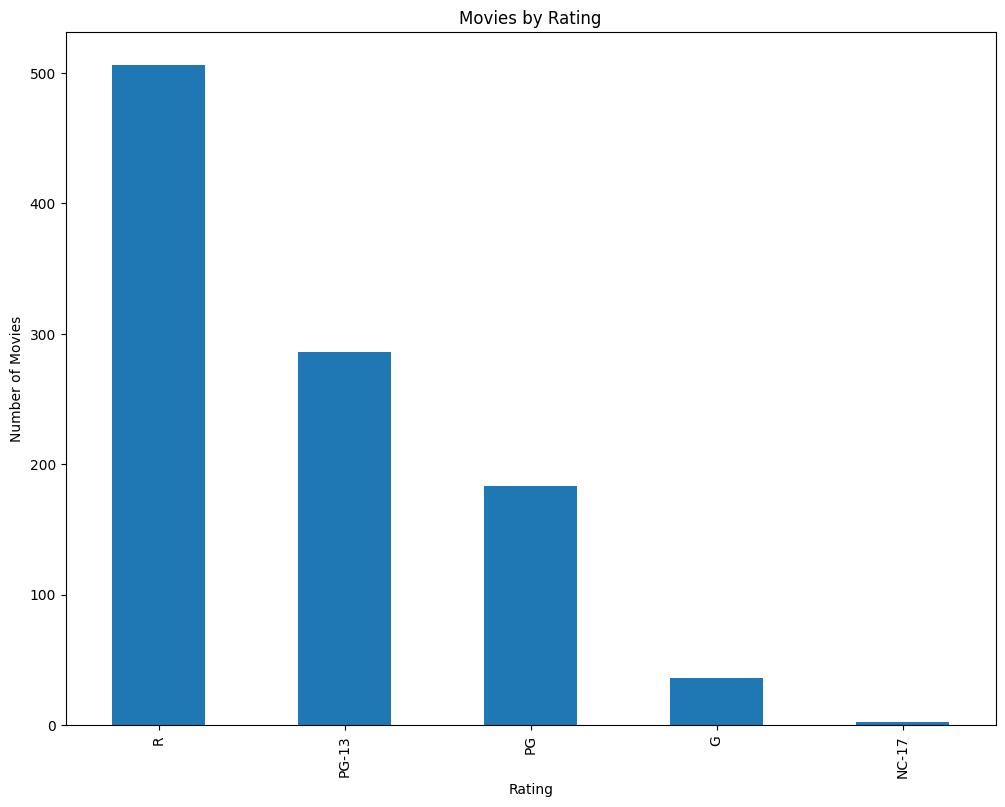 Movies by Rating
Number of Movies
500
400
300
200
100
0
R
PG-13
PG
G
NC-17
Rating